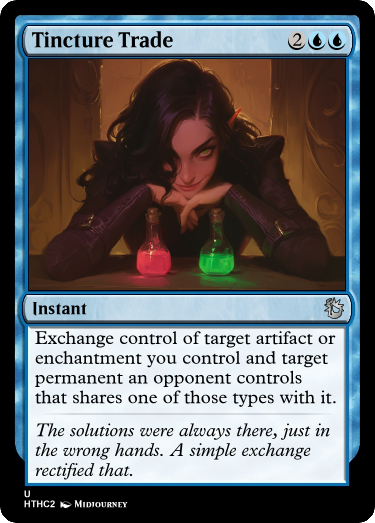 Tincture Trade 2
Instant
Exchange control of target artifact or
enchantment you control and target
permanent an opponent controls
that shares one of those types with it.
The solutions were always there, just in
the wrong hands. A simple exchange
rectified that.
U
HTHC2 Midjourney